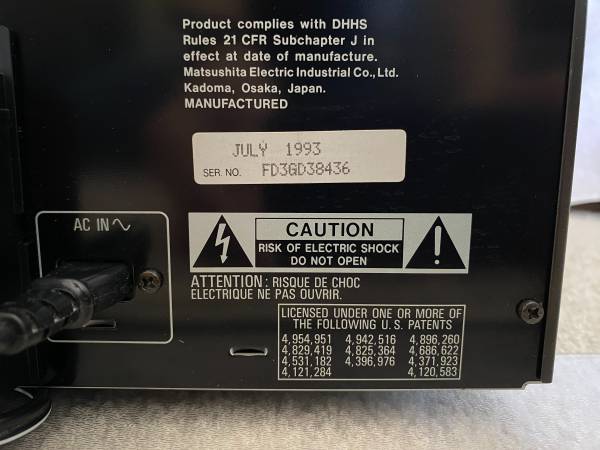 Product complies with DHHS
Rules 21 CFR Subchapter J in
effect at date of manufacture.
Matsushita Electric Industrial Co., Ltd.
Kadoma, Osaka, Japan.
MANUFACTURED
JULY 1993
SER. NO. FD3GD38436
AC IN ∿
CAUTION
RISK OF ELECTRIC SHOCK
DO NOT OPEN
ATTENTION : RISQUE DE CHOC
ELECTRIQUE NE PAS OUVRIR.
LICENSED UNDER ONE OR MORE OF
THE FOLLOWING U.S. PATENTS
4,954,951 4,942,516 4,896,260
4,829,419 4,825,364 4,686,622
4,531,182 4,396,976 4,371,923
4,121,284 4,120,583